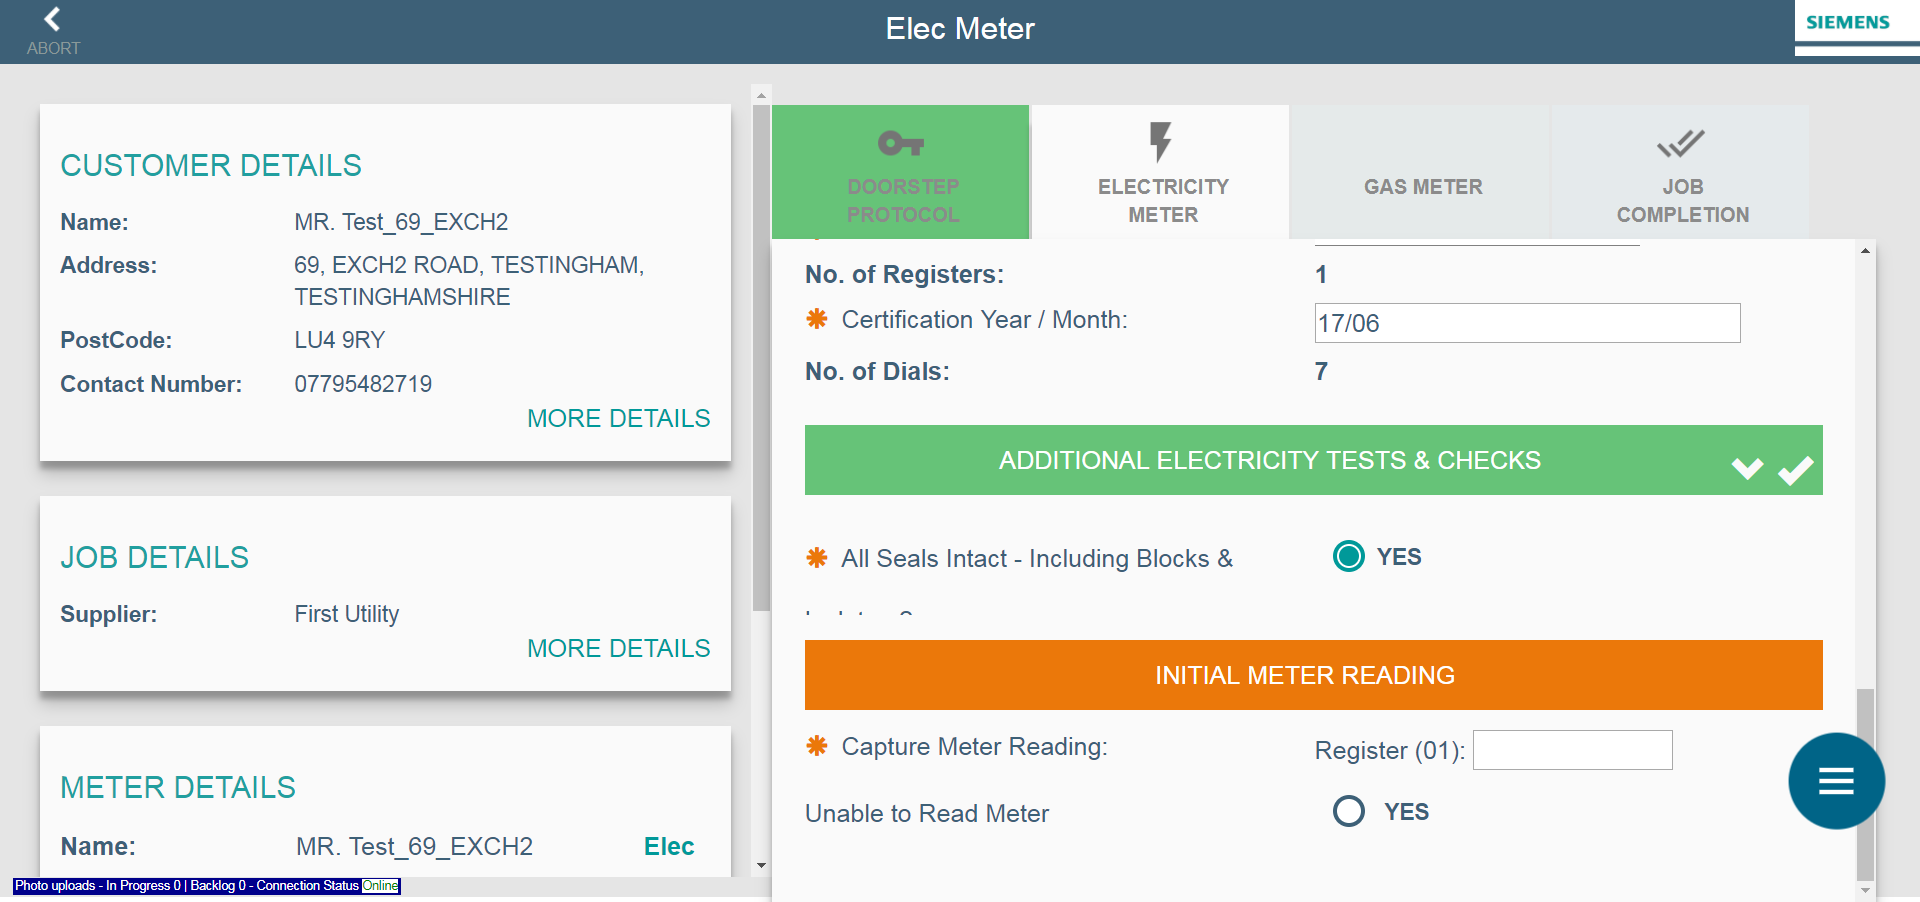 ABORT
Elec Meter
SIEMENS
CUSTOMER DETAILS
Name: MR. Test_69_EXCH2
Address: 69, EXCH2 ROAD, TESTINGHAM,
TESTINGHAMSHIRE
PostCode: LU4 9RY
Contact Number: 07795482719
MORE DETAILS
JOB DETAILS
Supplier: First Utility
MORE DETAILS
METER DETAILS
Name: MR. Test_69_EXCH2 Elec
Photo uploads - In Progress 0 | Backlog 0 - Connection Status Online
DOORSTEP
PROTOCOL
ELECTRICITY
METER
GAS METER
JOB
COMPLETION
No. of Registers: 1
✱ Certification Year / Month: 17/06
No. of Dials: 7
ADDITIONAL ELECTRICITY TESTS & CHECKS
✱ All Seals Intact - Including Blocks & YES
INITIAL METER READING
✱ Capture Meter Reading: Register (01):
Unable to Read Meter YES